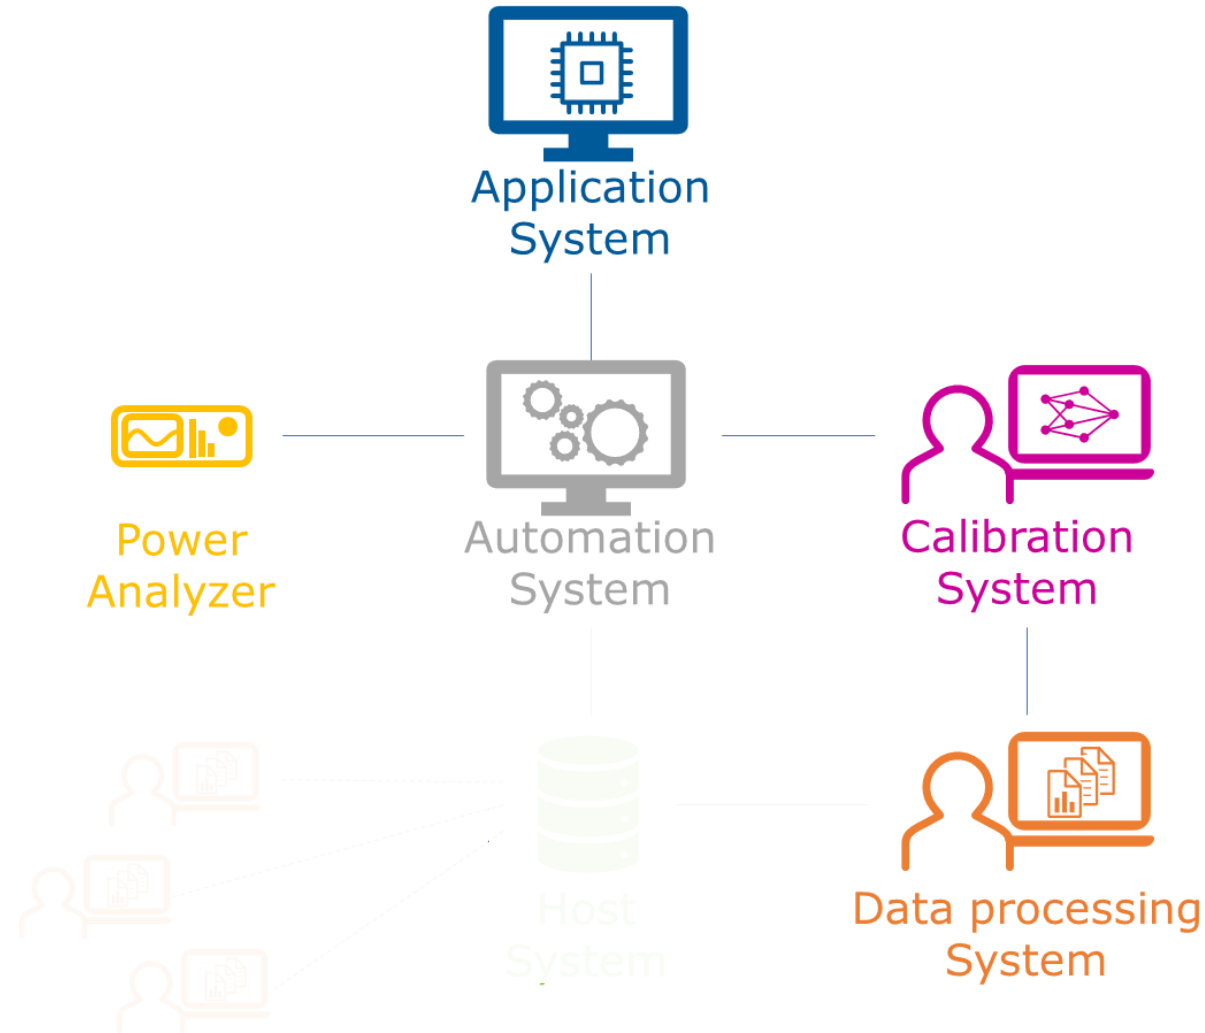 Application
System
Power
Analyzer
Automation
System
Calibration
System
Host
System
Data processing
System